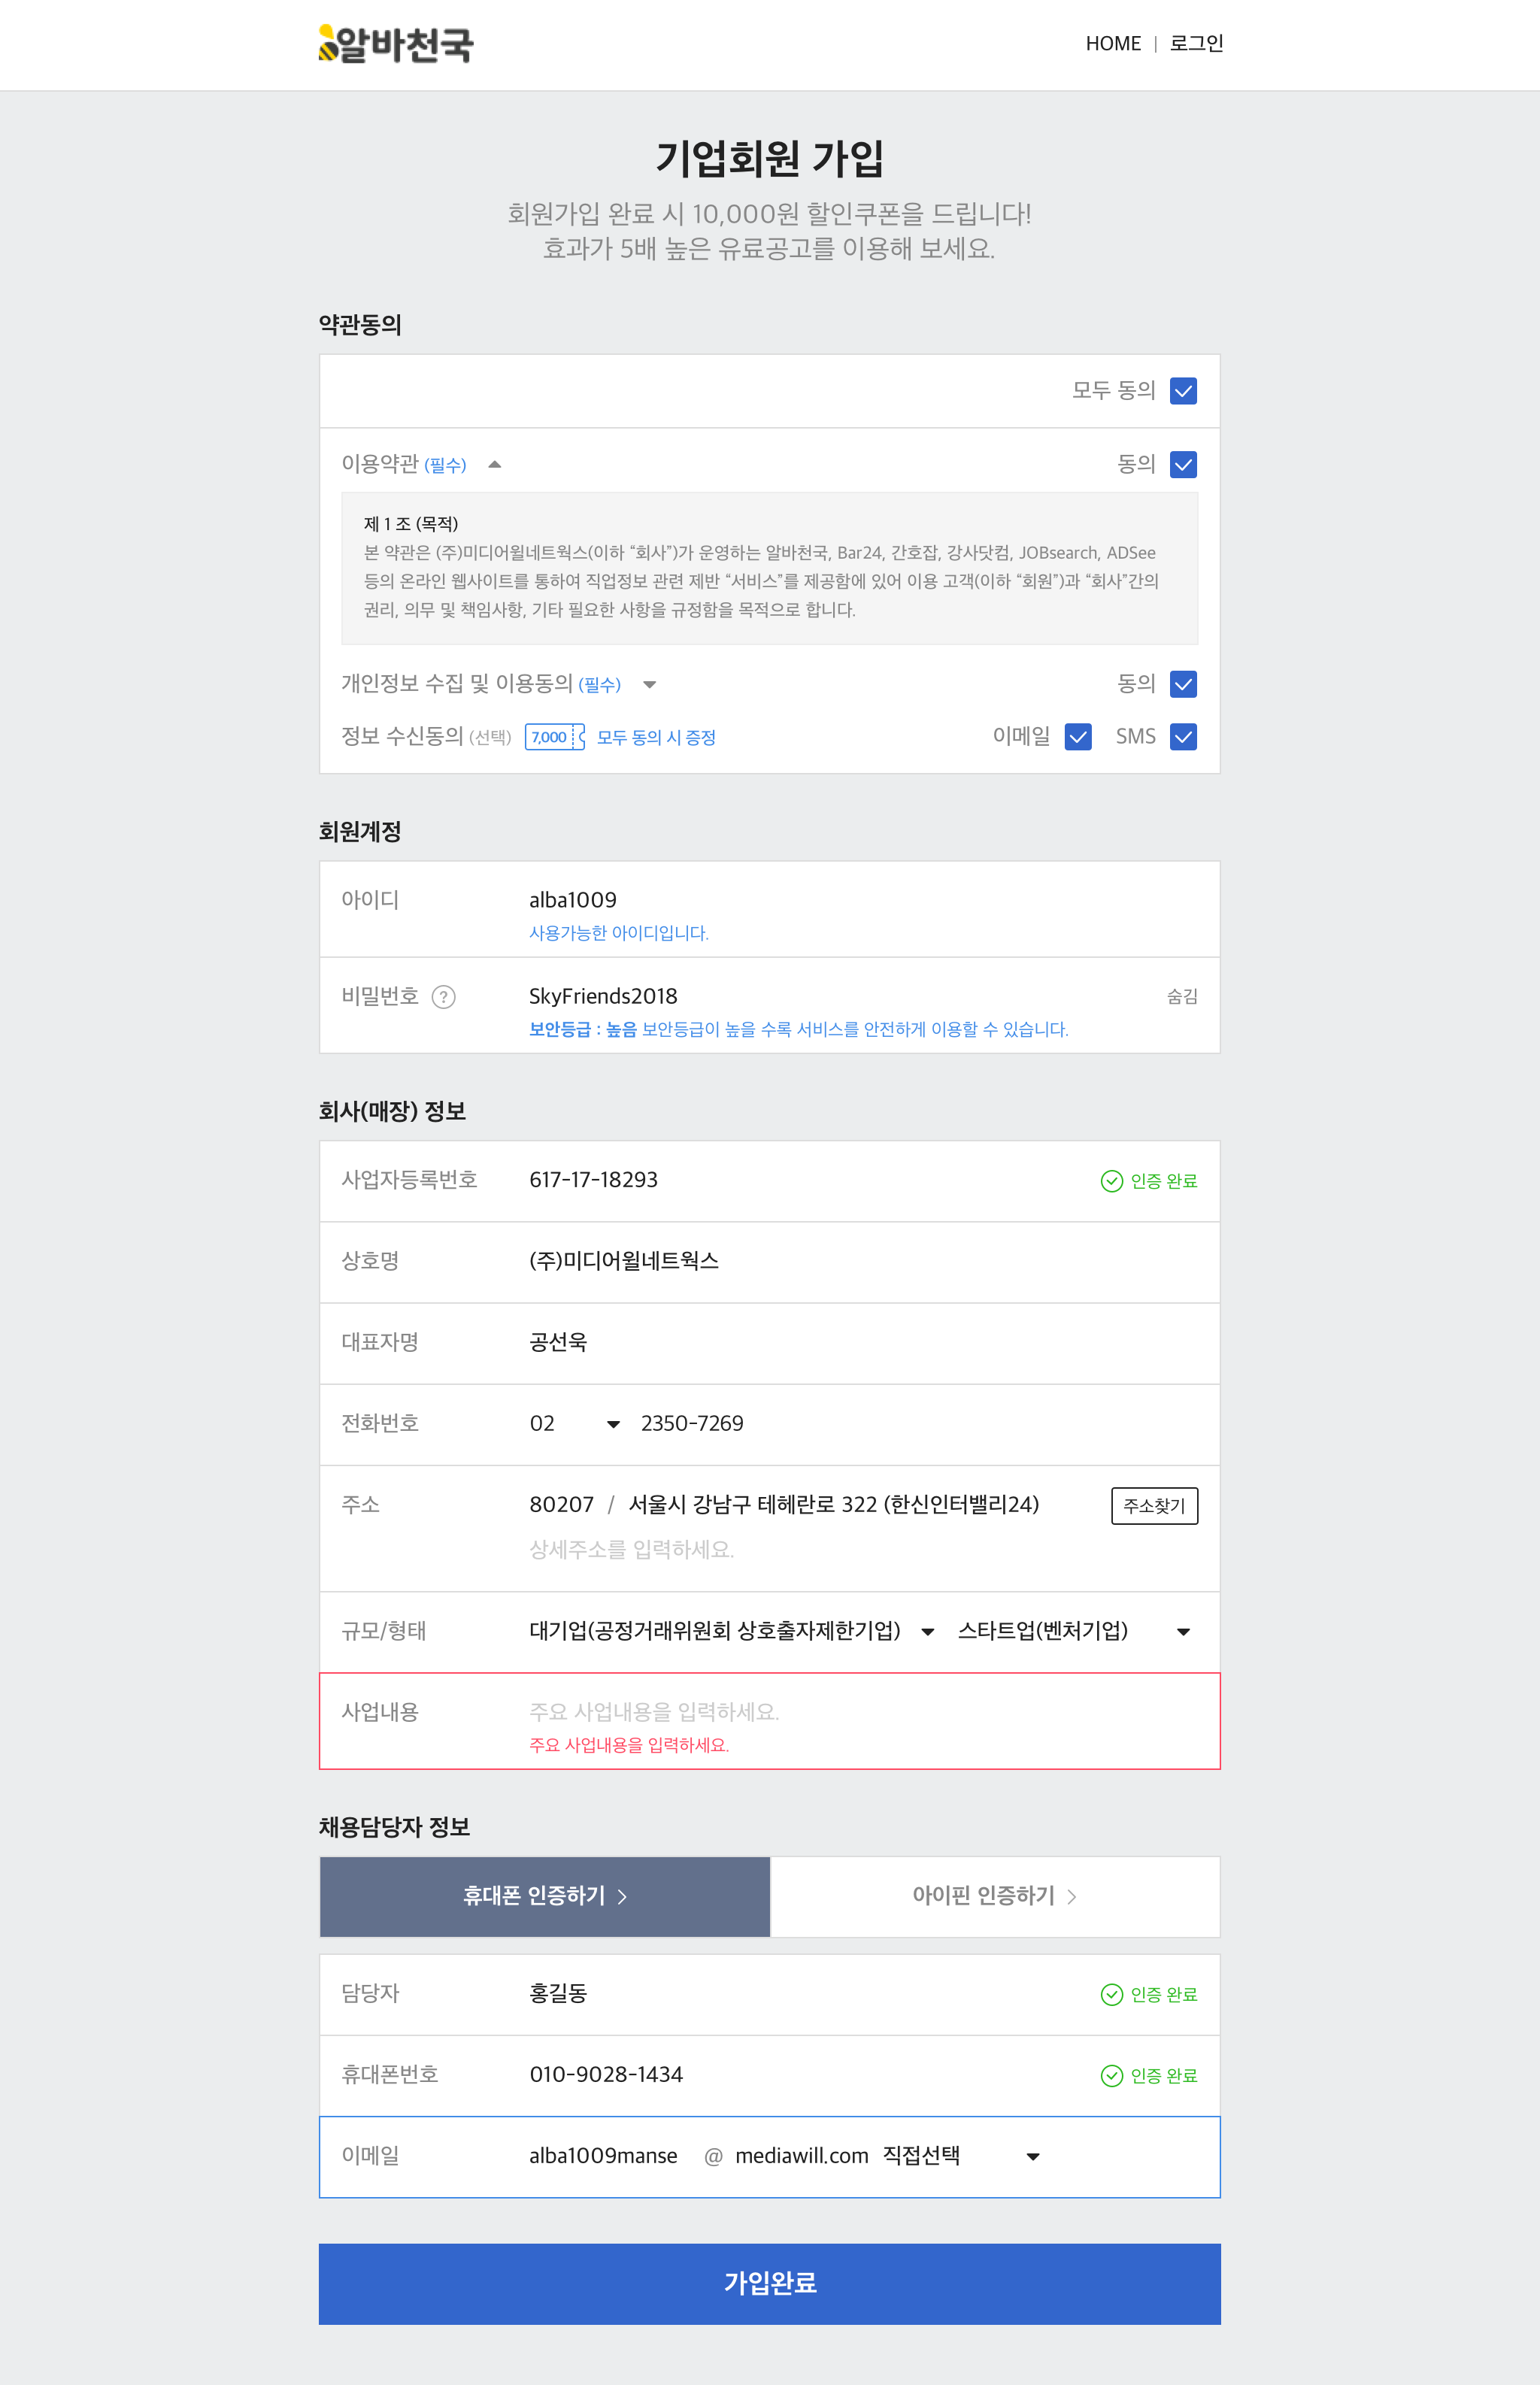 알바천국
HOME | 로그인
기업회원 가입
회원가입 완료 시 10,000원 할인쿠폰을 드립니다!
효과가 5배 높은 유료공고를 이용해 보세요.
약관동의
모두 동의
이용약관 (필수)
동의
제 1 조 (목적)
본 약관은 (주)미디어윌네트웍스(이하 “회사”)가 운영하는 알바천국, Bar24, 간호잡, 강사닷컴, JOBsearch, ADSee
등의 온라인 웹사이트를 통하여 직업정보 관련 제반 “서비스”를 제공함에 있어 이용 고객(이하 “회원”)과 “회사”간의
권리, 의무 및 책임사항, 기타 필요한 사항을 규정함을 목적으로 합니다.
개인정보 수집 및 이용동의 (필수)
동의
정보 수신동의 (선택) 7,000 모두 동의 시 증정
이메일 SMS
회원계정
아이디 alba1009
사용가능한 아이디입니다.
비밀번호 ? SkyFriends2018 숨김
보안등급 : 높음 보안등급이 높을 수록 서비스를 안전하게 이용할 수 있습니다.
회사(매장) 정보
사업자등록번호 617-17-18293 인증 완료
상호명 (주)미디어윌네트웍스
대표자명 공선욱
전화번호 02 2350-7269
주소 80207 / 서울시 강남구 테헤란로 322 (한신인터밸리24) 주소찾기
상세주소를 입력하세요.
규모/형태 대기업(공정거래위원회 상호출자제한기업) 스타트업(벤처기업)
사업내용 주요 사업내용을 입력하세요.
주요 사업내용을 입력하세요.
채용담당자 정보
휴대폰 인증하기 >
아이핀 인증하기 >
담당자 홍길동 인증 완료
휴대폰번호 010-9028-1434 인증 완료
이메일 alba1009manse @ mediawill.com 직접선택
가입완료